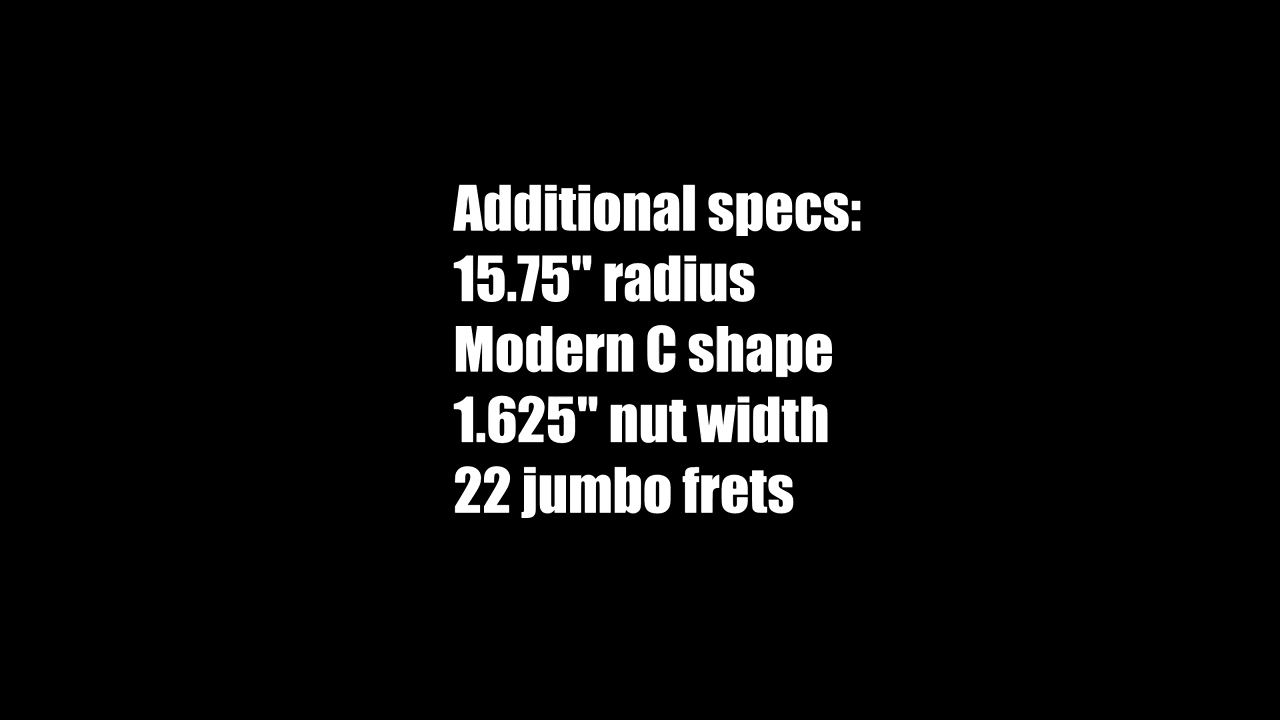 Additional specs:
15.75" radius
Modern C shape
1.625" nut width
22 jumbo frets